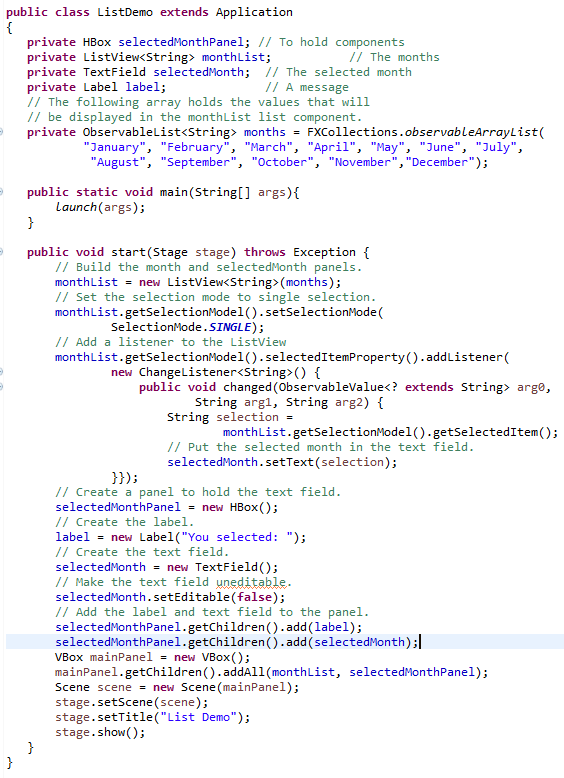 public class ListDemo extends Application
{
private HBox selectedMonthPanel; // To hold components
private ListView<String> monthList; // The months
private TextField selectedMonth; // The selected month
private Label label; // A message
// The following array holds the values that will
// be displayed in the monthList list component.
private ObservableList<String> months = FXCollections.observableArrayList(
"January", "February", "March", "April", "May", "June", "July",
"August", "September", "October", "November","December");
public static void main(String[] args){
launch(args);
}
public void start(Stage stage) throws Exception {
// Build the month and selectedMonth panels.
monthList = new ListView<String>(months);
// Set the selection mode to single selection.
monthList.getSelectionModel().setSelectionMode(
SelectionMode.SINGLE);
// Add a listener to the ListView
monthList.getSelectionModel().selectedItemProperty().addListener(
new ChangeListener<String>() {
public void changed(ObservableValue<? extends String> arg0,
String arg1, String arg2) {
String selection =
monthList.getSelectionModel().getSelectedItem();
// Put the selected month in the text field.
selectedMonth.setText(selection);
}});
// Create a panel to hold the text field.
selectedMonthPanel = new HBox();
// Create the label.
label = new Label("You selected: ");
// Create the text field.
selectedMonth = new TextField();
// Make the text field uneditable.
selectedMonth.setEditable(false);
// Add the label and text field to the panel.
selectedMonthPanel.getChildren().add(label);
selectedMonthPanel.getChildren().add(selectedMonth);
VBox mainPanel = new VBox();
mainPanel.getChildren().addAll(monthList, selectedMonthPanel);
Scene scene = new Scene(mainPanel);
stage.setScene(scene);
stage.setTitle("List Demo");
stage.show();
}
}